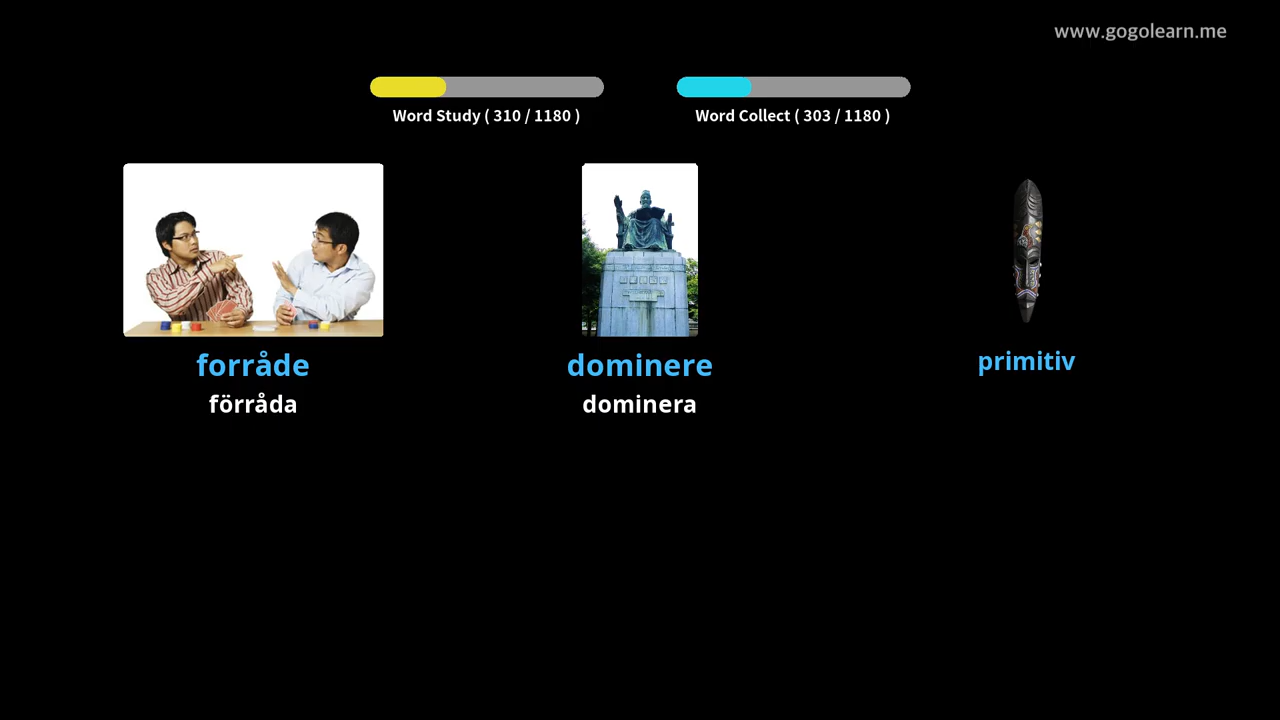 www.gogolearn.me
Word Study ( 310 / 1180 )
Word Collect ( 303 / 1180 )
forråde
dominere
primitiv
förråda
dominera